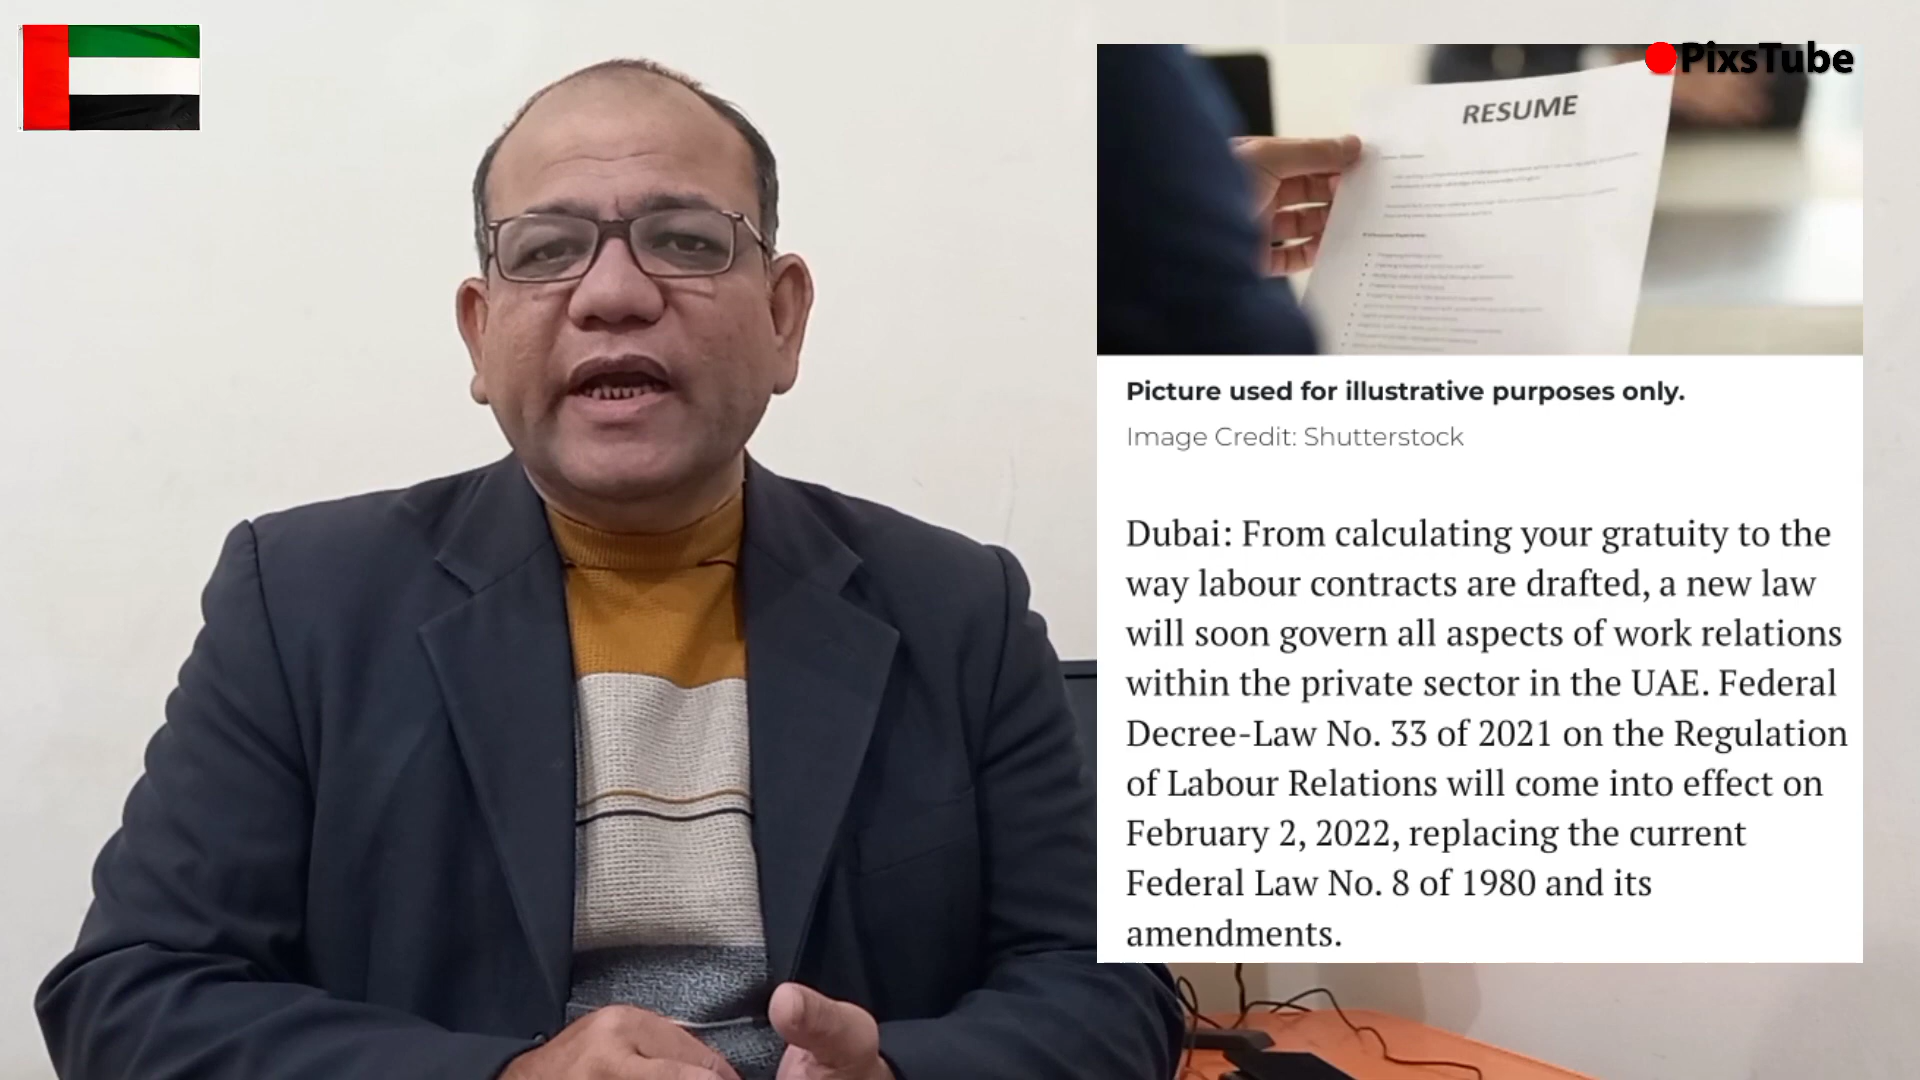 PixsTube
RESUME
Picture used for illustrative purposes only.
Image Credit: Shutterstock
Dubai: From calculating your gratuity to the
way labour contracts are drafted, a new law
will soon govern all aspects of work relations
within the private sector in the UAE. Federal
Decree-Law No. 33 of 2021 on the Regulation
of Labour Relations will come into effect on
February 2, 2022, replacing the current
Federal Law No. 8 of 1980 and its
amendments.